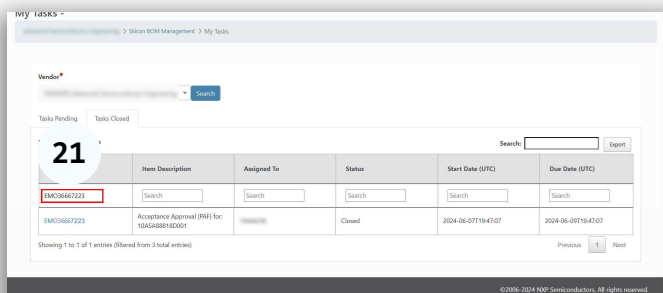 My Tasks -
> Silicon BOM Management > My Tasks
Vendor*
Search
Tasks Pending Tasks Closed
21
Search:
Export
Item Description Assigned To Status Start Date (UTC) Due Date (UTC)
EMO36667223 Search Search Search Search Search
EMO36667223 Acceptance Approval (PAF) for: 10ASA88818D001 Closed 2024-06-07T19:47:07 2024-06-09T19:47:07
Showing 1 to 1 of 1 entries (filtered from 3 total entries)
Previous 1 Next
©2006-2024 NXP Semiconductors. All rights reserved.